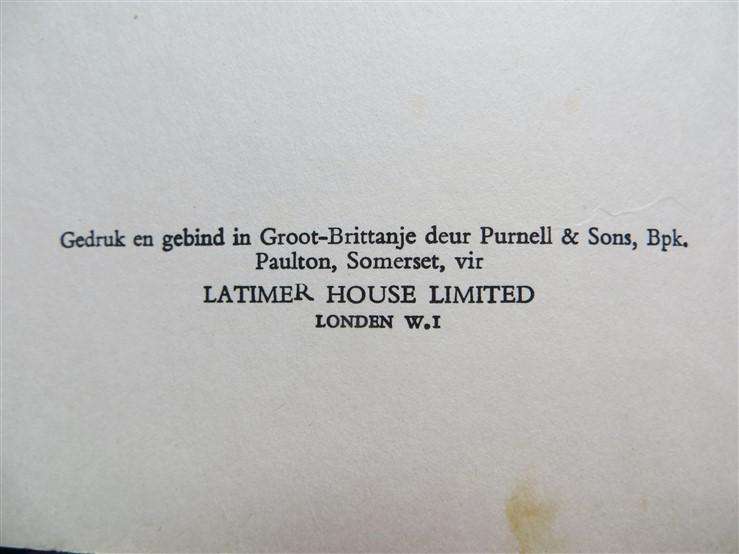 Gedruk en gebind in Groot-Brittanje deur Purnell & Sons, Bpk.
Paulton, Somerset, vir
LATIMER HOUSE LIMITED
LONDEN W.I